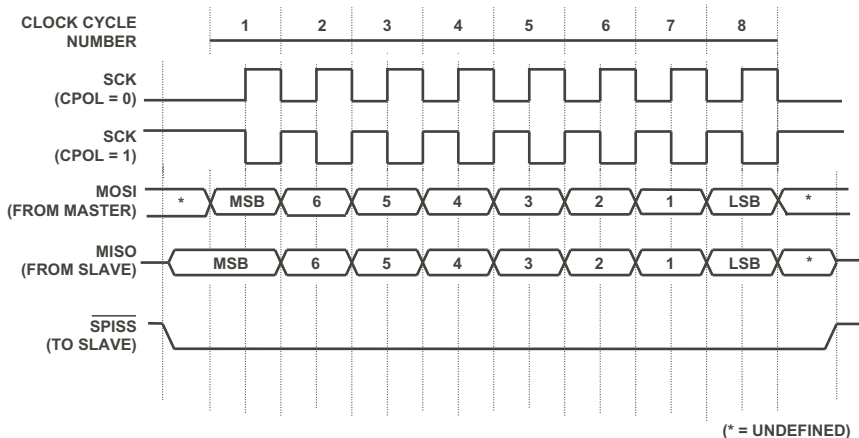 CLOCK CYCLE
NUMBER
1 2 3 4 5 6 7 8
SCK
(CPOL = 0)
SCK
(CPOL = 1)
MOSI
(FROM MASTER)
* MSB 6 5 4 3 2 1 LSB *
MISO
(FROM SLAVE)
MSB 6 5 4 3 2 1 LSB *
SPISS
(TO SLAVE)
(* = UNDEFINED)